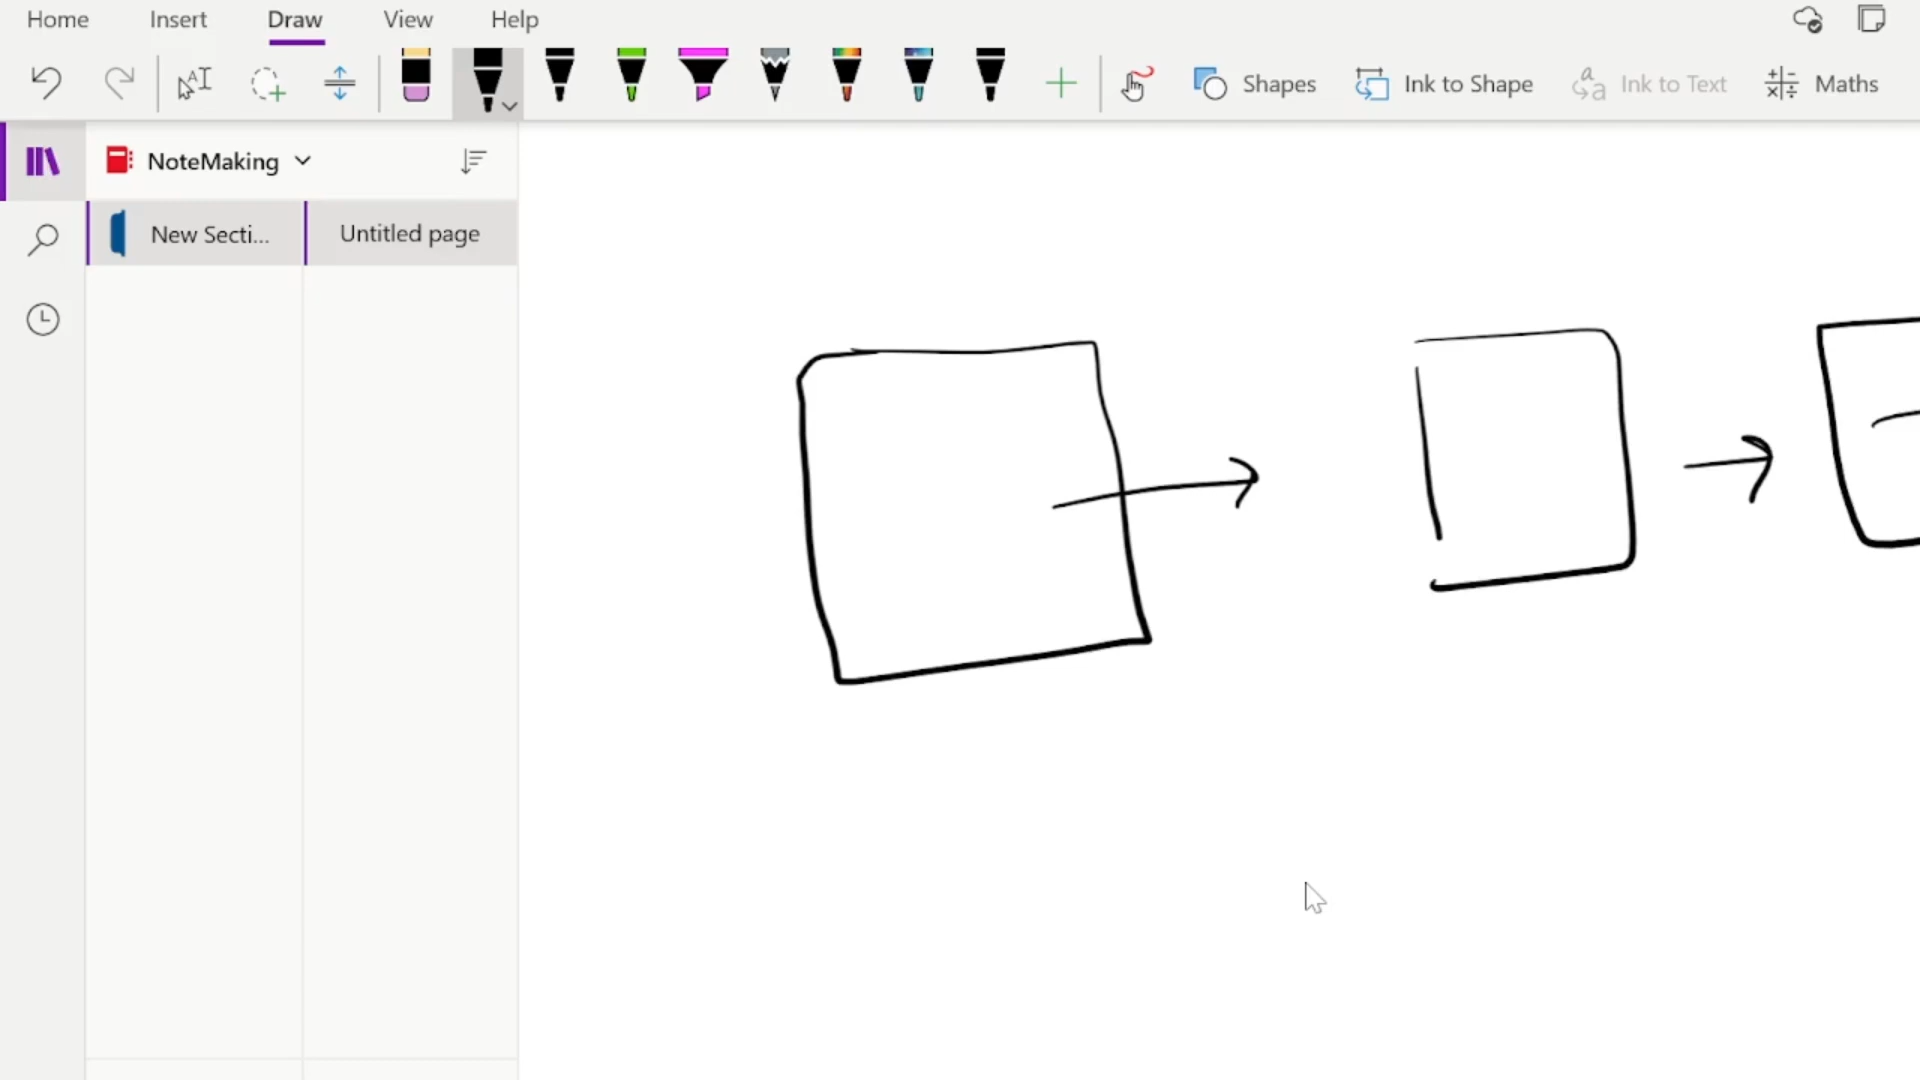 Home Insert Draw View Help
Shapes Ink to Shape Ink to Text Maths
NoteMaking
New Secti... Untitled page